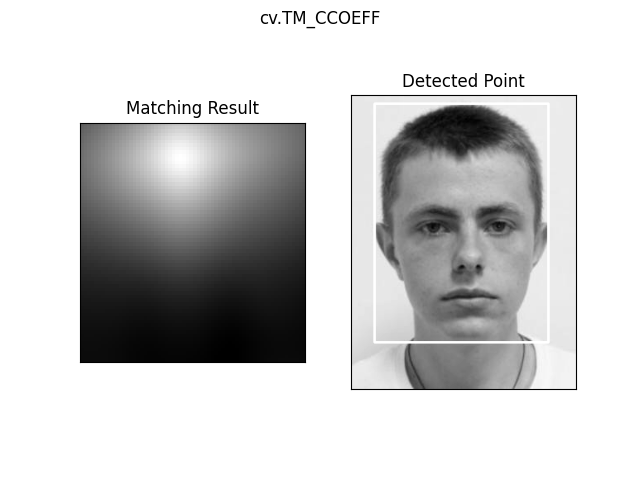 cv.TM_CCOEFF
Matching Result
Detected Point